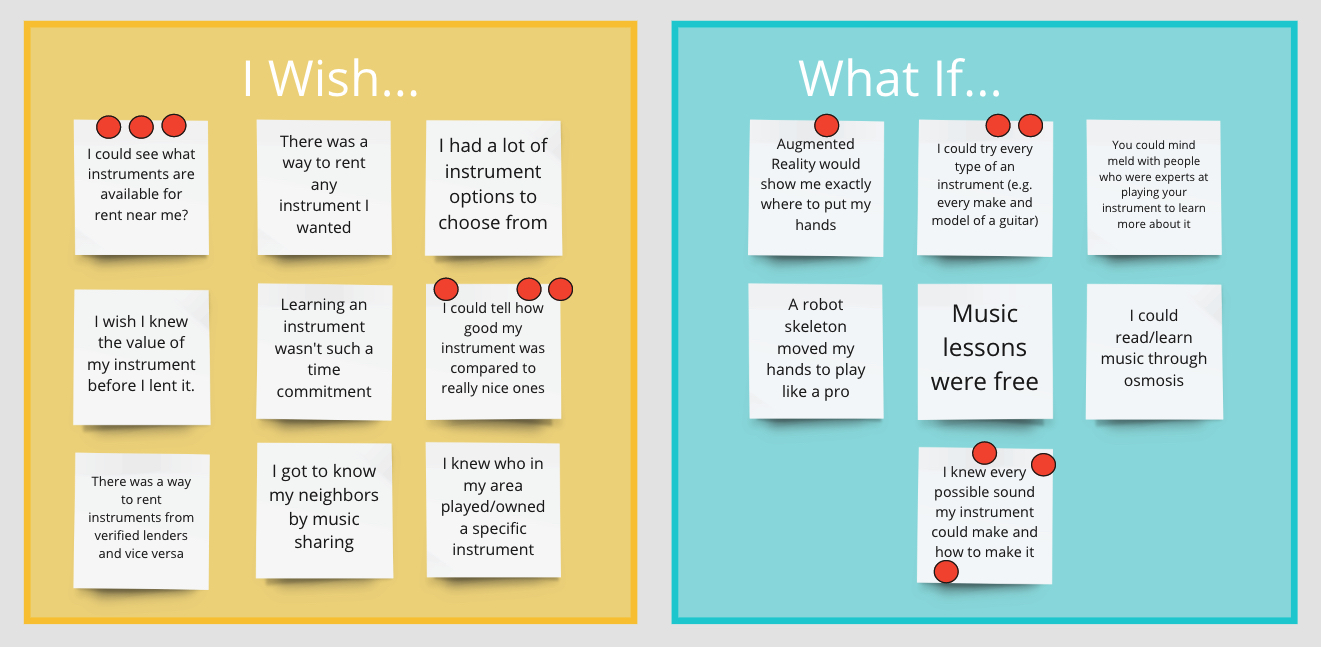 I Wish...
I could see what
instruments are
available for
rent near me?
There was a
way to rent
any
instrument I
wanted
I had a lot of
instrument
options to
choose from
I wish I knew
the value of
my instrument
before I lent it.
Learning an
instrument
wasn't such a
time
commitment
I could tell how
good my
instrument was
compared to
really nice ones
There was a way
to rent
instruments from
verified lenders
and vice versa
I got to know
my neighbors
by music
sharing
I knew who in
my area
played/owned
a specific
instrument
What If...
Augmented
Reality would
show me exactly
where to put my
hands
I could try every
type of an
instrument (e.g.
every make and
model of a guitar)
You could mind
meld with people
who were experts at
playing your
instrument to learn
more about it
A robot
skeleton
moved my
hands to play
like a pro
Music
lessons
were free
I could
read/learn
music through
osmosis
I knew every
possible sound
my instrument
could make and
how to make it